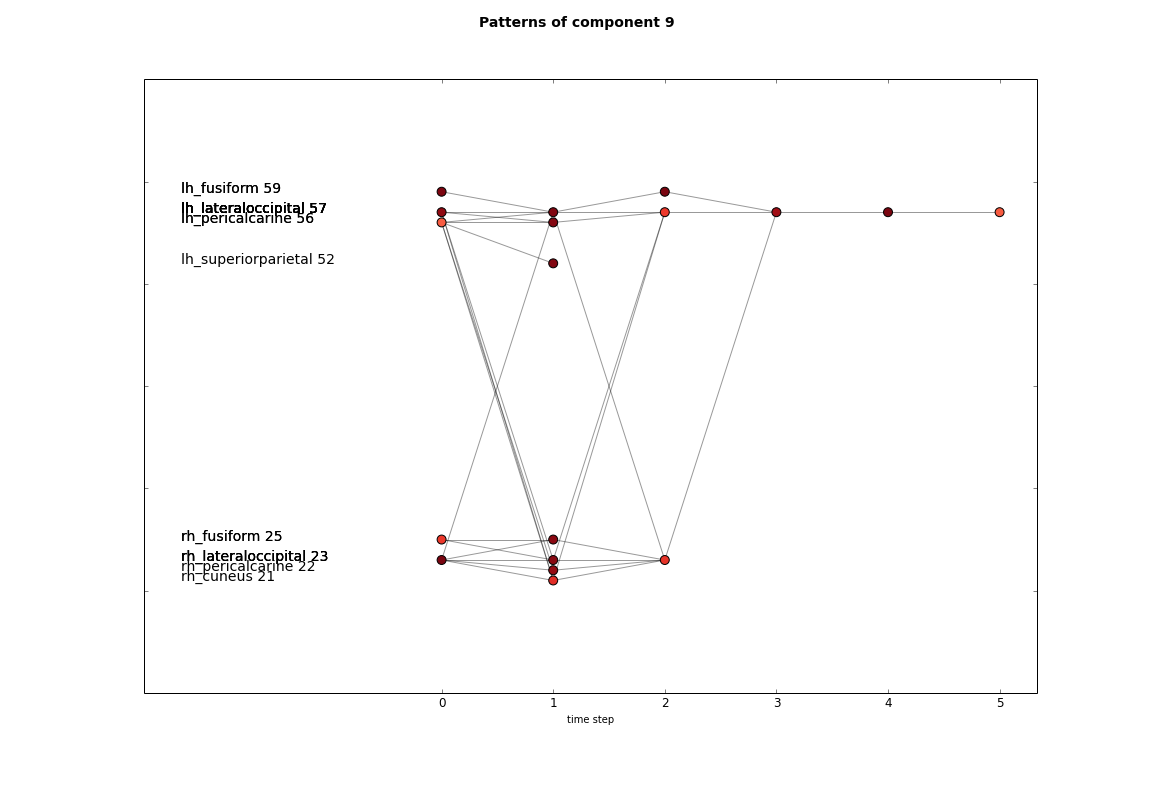 Patterns of component 9
lh_fusiform 59
lh_lateraloccipital 57
lh_pericalcarine 56
lh_superiorparietal 52
rh_fusiform 25
rh_lateraloccipital 23
rh_pericalcarine 22
rh_cuneus 21
0 1 2 3 4 5
time step